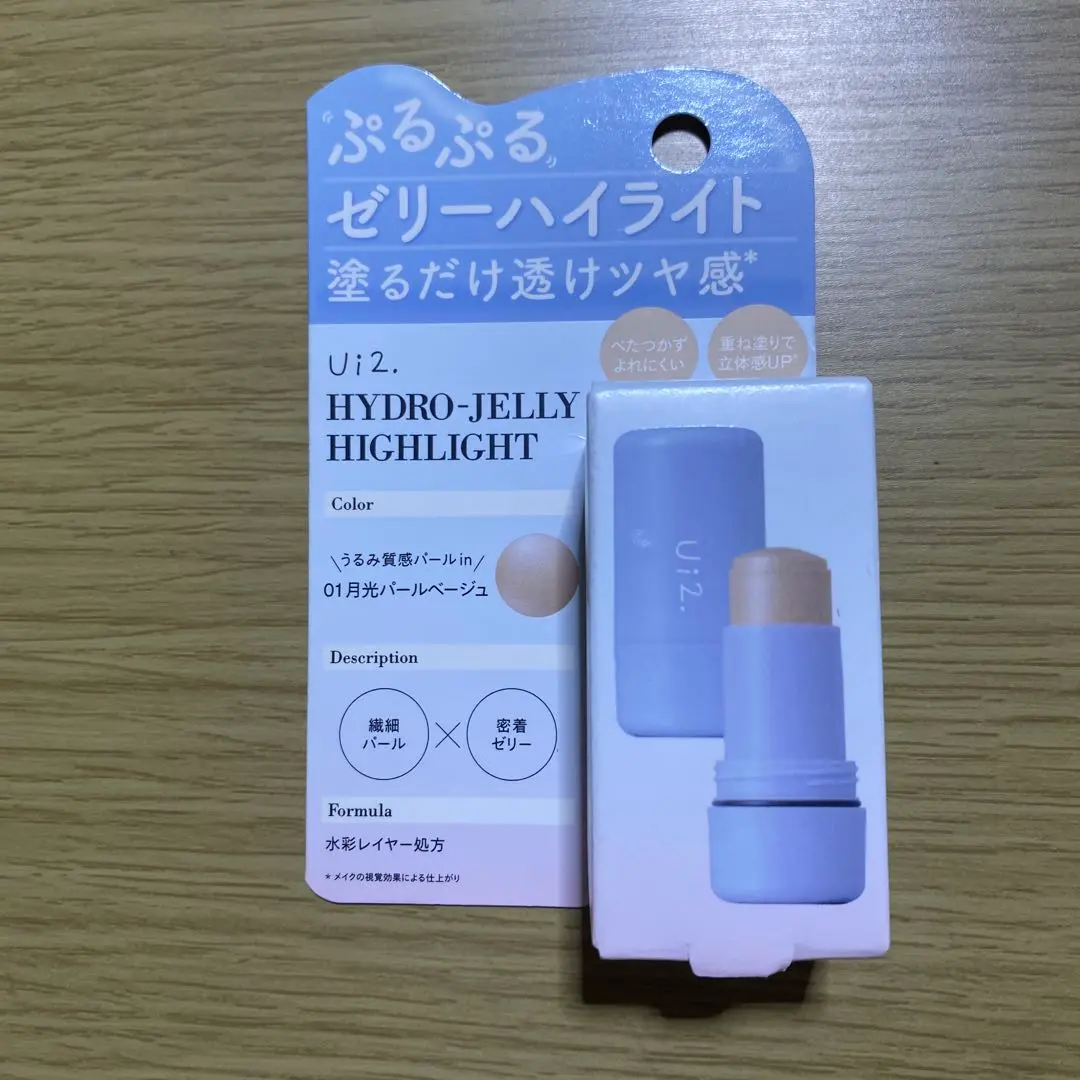 “ぷるぷる”
ゼリーハイライト
塗るだけ透けツヤ感*
べたつかず
よれにくい
重ね塗りで
立体感UP*
Ui2.
HYDRO-JELLY
HIGHLIGHT
Color
\うるみ質感パールin/
01月光パールベージュ
Description
繊細
パール
×
密着
ゼリー
Formula
水彩レイヤー処方
*メイクの視覚効果による仕上がり
Ui2.